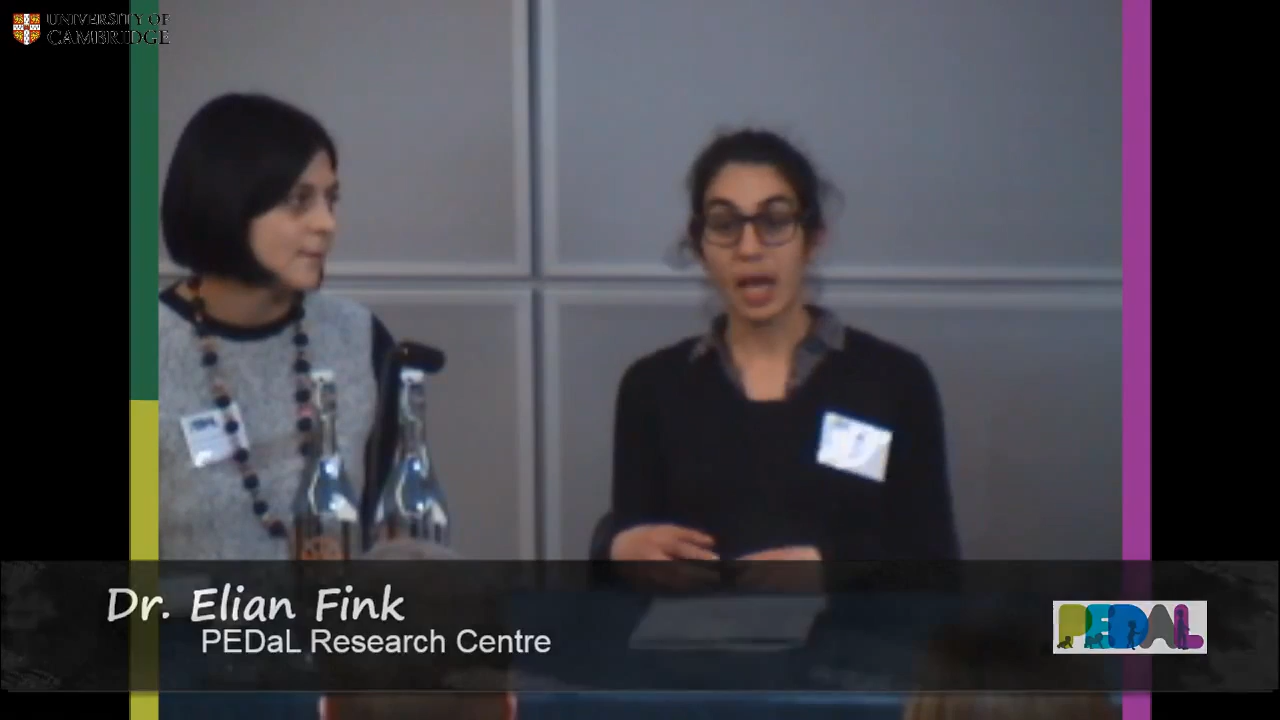 UNIVERSITY OF
CAMBRIDGE
Dr. Elian Fink
PEDaL Research Centre
PEDAL